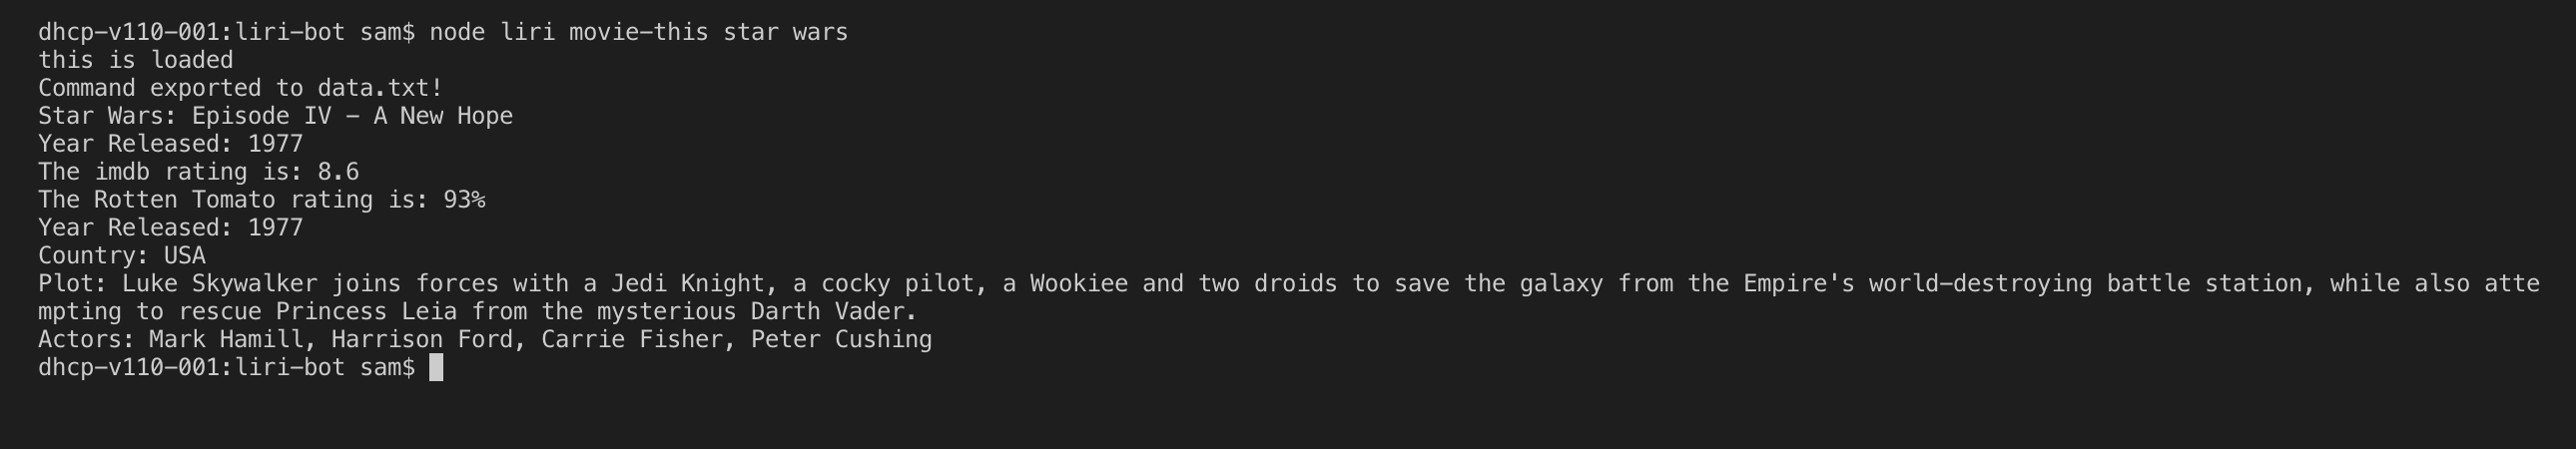 dhcp-v110-001:liri-bot sam$ node liri movie-this star wars
this is loaded
Command exported to data.txt!
Star Wars: Episode IV - A New Hope
Year Released: 1977
The imdb rating is: 8.6
The Rotten Tomato rating is: 93%
Year Released: 1977
Country: USA
Plot: Luke Skywalker joins forces with a Jedi Knight, a cocky pilot, a Wookiee and two droids to save the galaxy from the Empire's world-destroying battle station, while also atte
mpting to rescue Princess Leia from the mysterious Darth Vader.
Actors: Mark Hamill, Harrison Ford, Carrie Fisher, Peter Cushing
dhcp-v110-001:liri-bot sam$